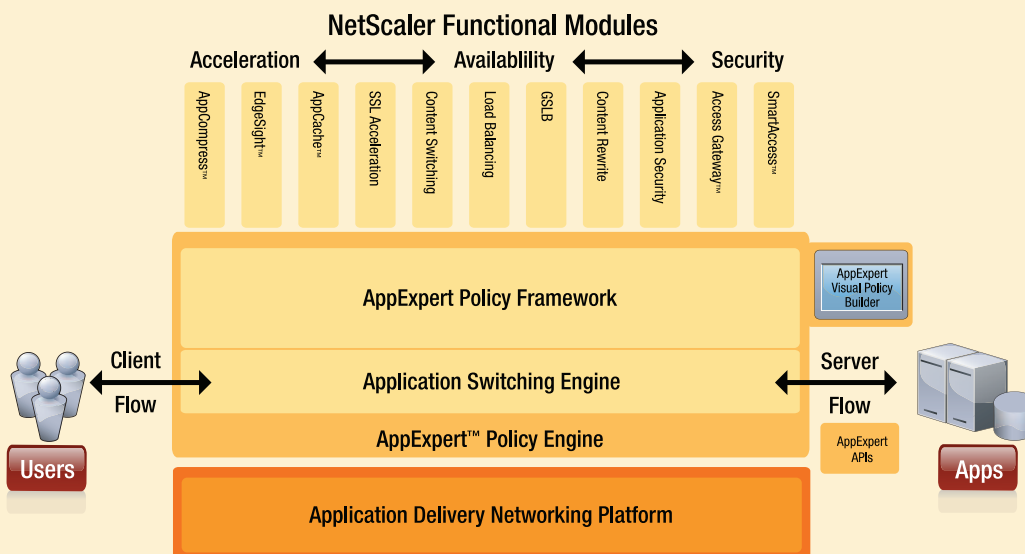 NetScaler Functional Modules
Acceleration
Availablility
Security
AppCompress™
EdgeSight™
AppCache™
SSL Acceleration
Content Switching
Load Balancing
GSLB
Content Rewrite
Application Security
Access Gateway™
SmartAccess™
AppExpert Policy Framework
AppExpert
Visual Policy
Builder
Client
Flow
Application Switching Engine
Server
Flow
AppExpert™ Policy Engine
AppExpert
APIs
Users
Apps
Application Delivery Networking Platform